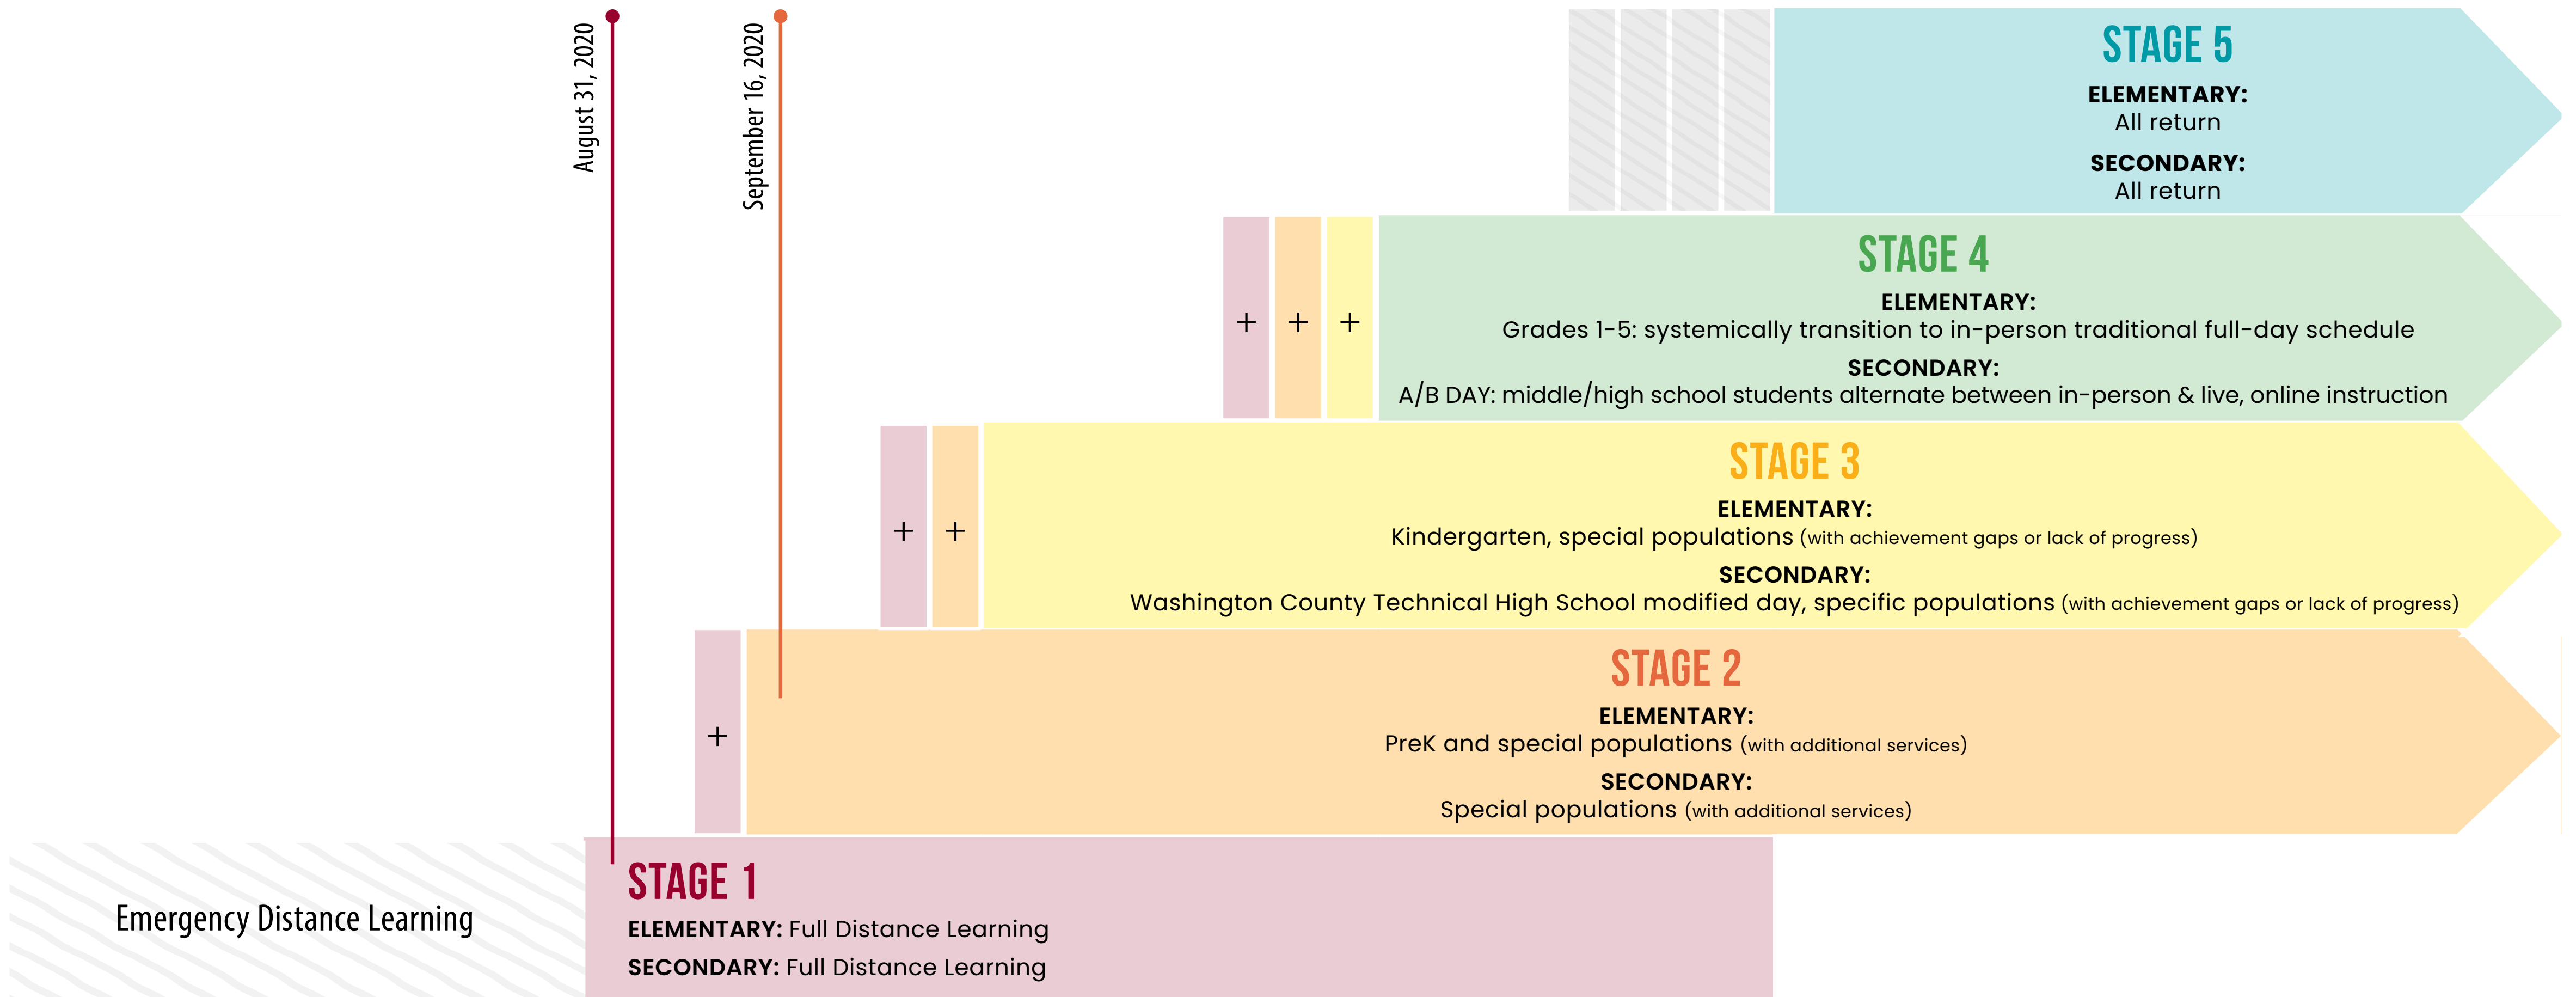 August 31, 2020
September 16, 2020
STAGE 5
ELEMENTARY:
All return
SECONDARY:
All return
STAGE 4
ELEMENTARY:
Grades 1-5: systemically transition to in-person traditional full-day schedule
SECONDARY:
A/B DAY: middle/high school students alternate between in-person & live, online instruction
+ + +
STAGE 3
ELEMENTARY:
Kindergarten, special populations (with achievement gaps or lack of progress)
SECONDARY:
Washington County Technical High School modified day, specific populations (with achievement gaps or lack of progress)
+ +
STAGE 2
ELEMENTARY:
PreK and special populations (with additional services)
SECONDARY:
Special populations (with additional services)
+
Emergency Distance Learning
STAGE 1
ELEMENTARY: Full Distance Learning
SECONDARY: Full Distance Learning